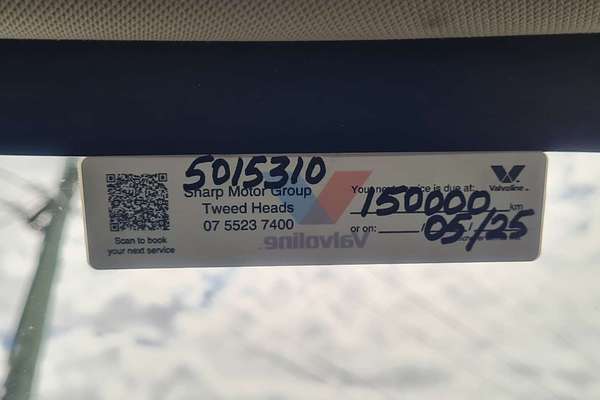 5015310
Sharp Motor Group
Tweed Heads
07 5523 7400
Scan to book
your next service
Your next service is due at:
150000 km
or on: 05/25
Valvoline
Valvoline